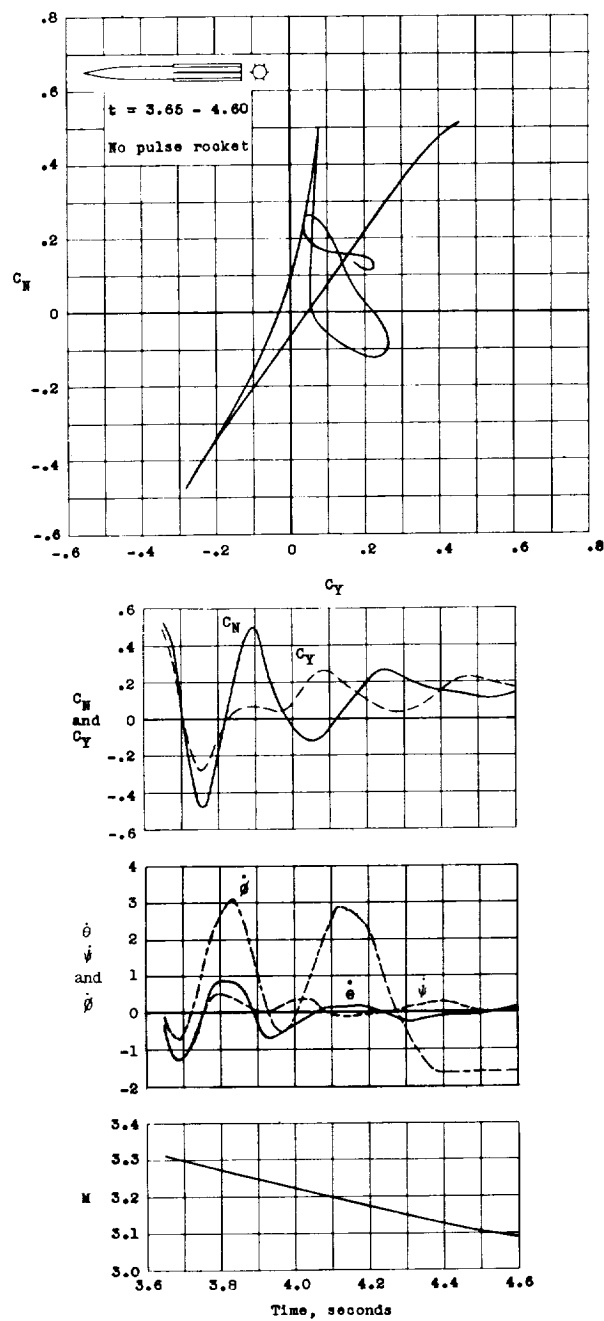 .8
.6
t = 3.65 - 4.60
No pulse rocket
.4
.2
C_N
0
-.2
-.4
-.6
-.6 -.4 -.2 0 .2 .4 .6 .8
C_Y
.6
C_N
.4
C_Y
.2
C_N
and
C_Y
0
-.2
-.4
-.6
4
φ̇
3
2
θ̇
ψ̇
and
φ̇
1
θ̇ ψ̇
0
-1
-2
3.4
3.3
M
3.2
3.1
3.0
3.6 3.8 4.0 4.2 4.4 4.6
Time, seconds